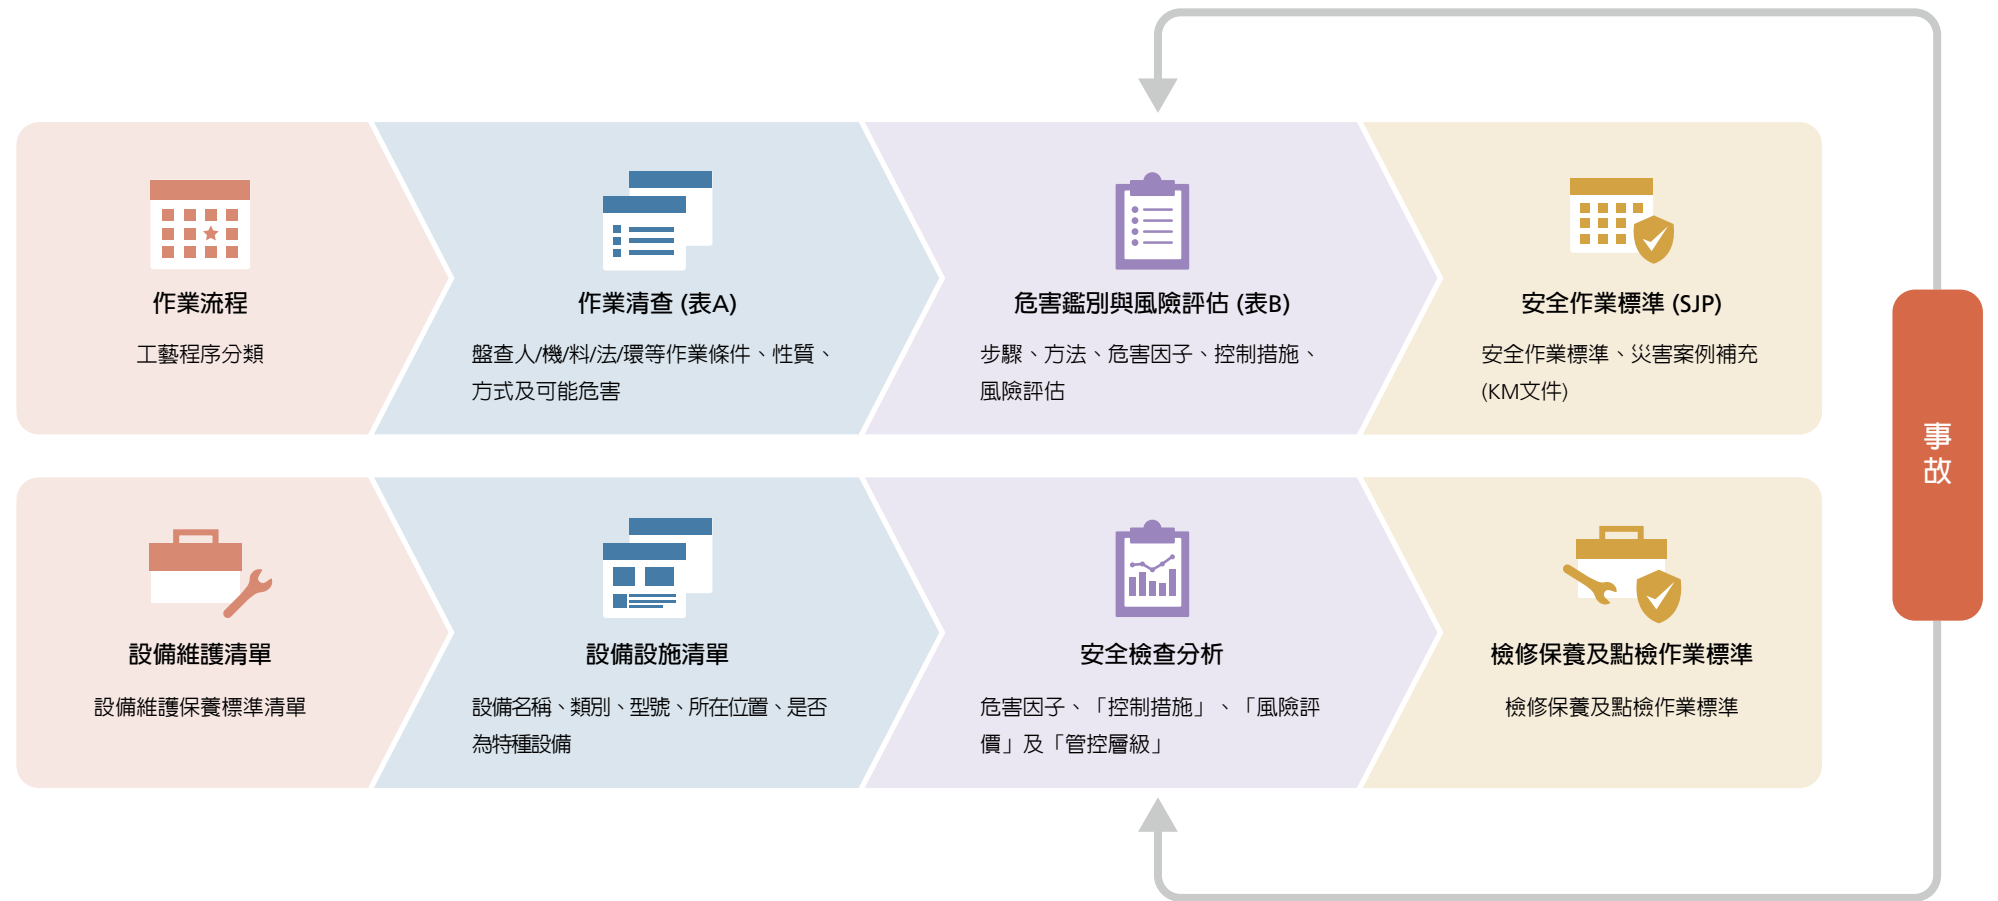 作業流程
工藝程序分類
作業清查 (表A)
盤查人/機/料/法/環等作業條件、性質、
方式及可能危害
危害鑑別與風險評估 (表B)
步驟、方法、危害因子、控制措施、
風險評估
安全作業標準 (SJP)
安全作業標準、災害案例補充
(KM文件)
設備維護清單
設備維護保養標準清單
設備設施清單
設備名稱、類別、型號、所在位置、是否
為特種設備
安全檢查分析
危害因子、「控制措施」、「風險評
價」及「管控層級」
檢修保養及點檢作業標準
檢修保養及點檢作業標準
事故